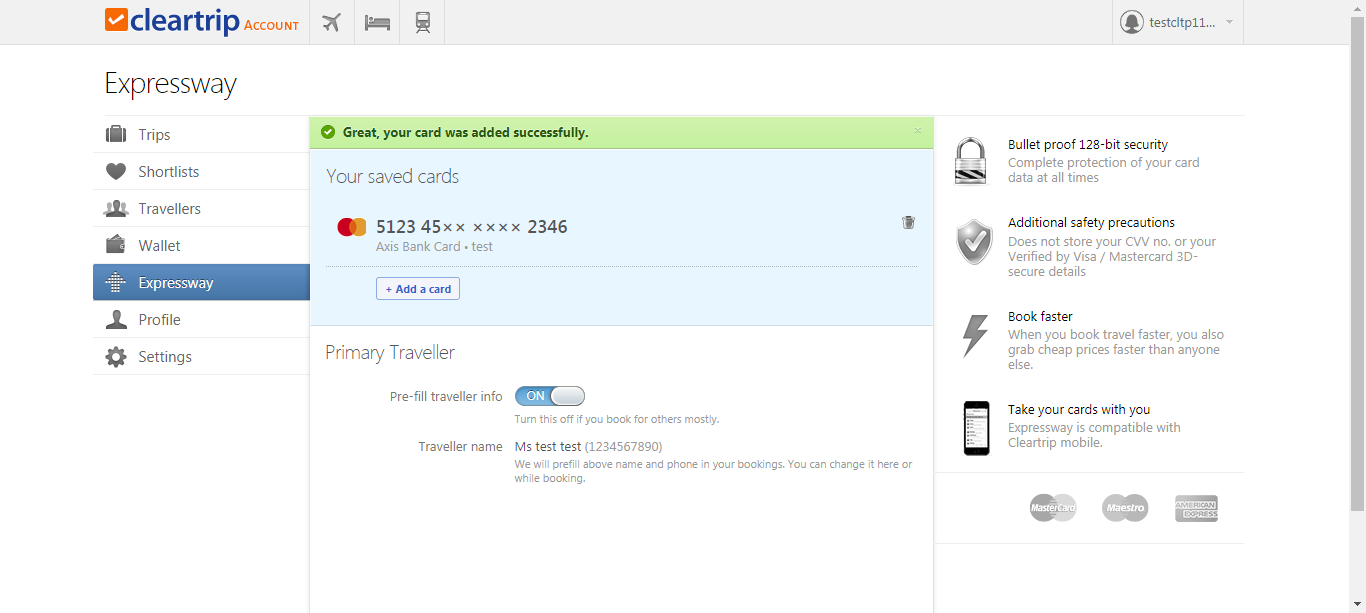 cleartrip ACCOUNT
testcltp11...
Expressway
Trips
Shortlists
Travellers
Wallet
Expressway
Profile
Settings
Great, your card was added successfully.
×
Your saved cards
5123 45×× ×××× 2346
Axis Bank Card • test
+ Add a card
Primary Traveller
Pre-fill traveller info
ON
Turn this off if you book for others mostly.
Traveller name
Ms test test (1234567890)
We will prefill above name and phone in your bookings. You can change it here or
while booking.
Bullet proof 128-bit security
Complete protection of your card
data at all times
Additional safety precautions
Does not store your CVV no. or your
Verified by Visa / Mastercard 3D-
secure details
Book faster
When you book travel faster, you also
grab cheap prices faster than anyone
else.
Take your cards with you
Expressway is compatible with
Cleartrip mobile.
MasterCard
Maestro
AMERICAN
EXPRESS